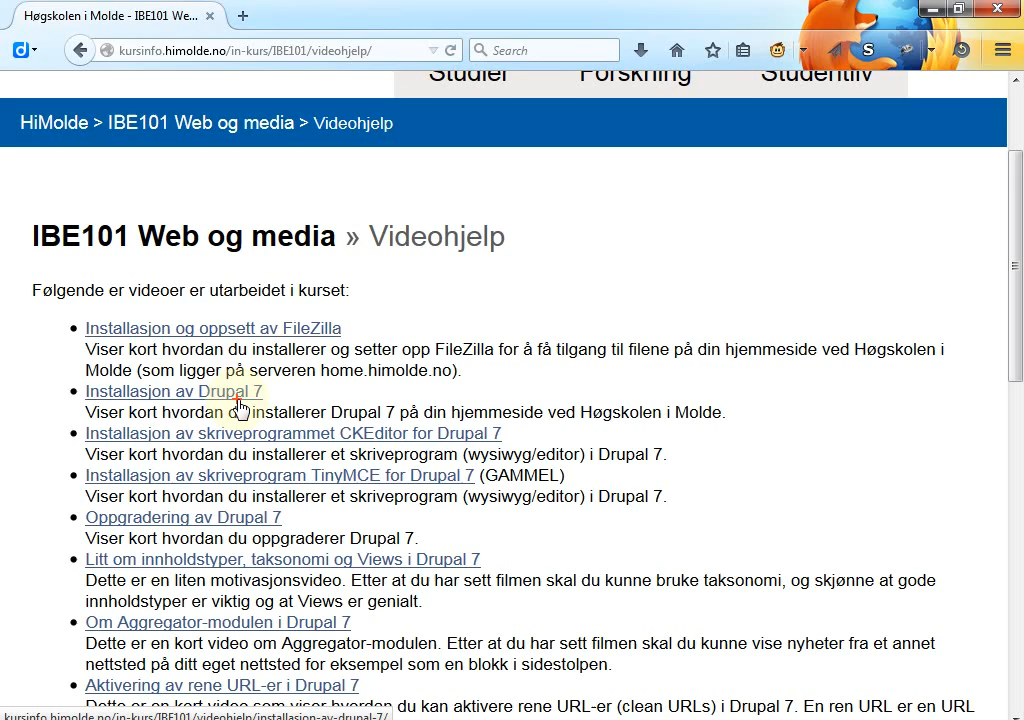 Høgskolen i Molde - IBE101 We...
kursinfo.himolde.no/in-kurs/IBE101/videohjelp/
Search
Studier Forskning Studentliv
HiMolde > IBE101 Web og media > Videohjelp
IBE101 Web og media » Videohjelp
Følgende er videoer er utarbeidet i kurset:
Installasjon og oppsett av FileZilla
Viser kort hvordan du installerer og setter opp FileZilla for å få tilgang til filene på din hjemmeside ved Høgskolen i
Molde (som ligger på serveren home.himolde.no).
Installasjon av Drupal 7
Viser kort hvordan du installerer Drupal 7 på din hjemmeside ved Høgskolen i Molde.
Installasjon av skriveprogrammet CKEditor for Drupal 7
Viser kort hvordan du installerer et skriveprogram (wysiwyg/editor) i Drupal 7.
Installasjon av skriveprogram TinyMCE for Drupal 7 (GAMMEL)
Viser kort hvordan du installerer et skriveprogram (wysiwyg/editor) i Drupal 7.
Oppgradering av Drupal 7
Viser kort hvordan du oppgraderer Drupal 7.
Litt om innholdstyper, taksonomi og Views i Drupal 7
Dette er en liten motivasjonsvideo. Etter at du har sett filmen skal du kunne bruke taksonomi, og skjønne at gode
innholdstyper er viktig og at Views er genialt.
Om Aggregator-modulen i Drupal 7
Dette er en kort video om Aggregator-modulen. Etter at du har sett filmen skal du kunne vise nyheter fra et annet
nettsted på ditt eget nettsted for eksempel som en blokk i sidestolpen.
Aktivering av rene URL-er i Drupal 7
Dette er en kort video som viser hvordan du kan aktivere rene URL-er (clean URLs) i Drupal 7. En ren URL er en URL
kursinfo.himolde.no/in-kurs/IBE101/videohjelp/installasjon-av-drupal-7/